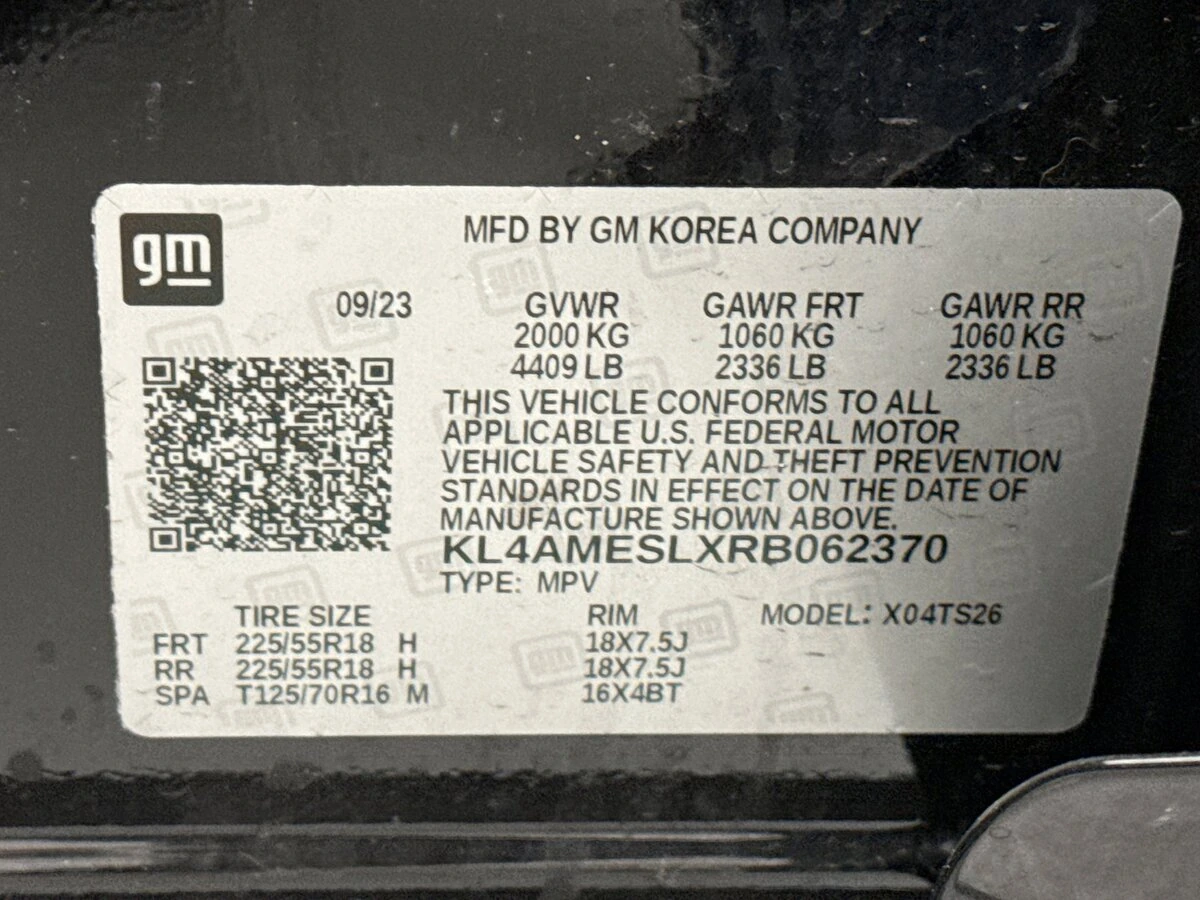 gm
MFD BY GM KOREA COMPANY
09/23 GVWR GAWR FRT GAWR RR
2000 KG 1060 KG 1060 KG
4409 LB 2336 LB 2336 LB
THIS VEHICLE CONFORMS TO ALL
APPLICABLE U.S. FEDERAL MOTOR
VEHICLE SAFETY AND THEFT PREVENTION
STANDARDS IN EFFECT ON THE DATE OF
MANUFACTURE SHOWN ABOVE.
KL4AMESLXRB062370
TYPE: MPV
TIRE SIZE RIM MODEL: X04TS26
FRT 225/55R18 H 18X7.5J
RR 225/55R18 H 18X7.5J
SPA T125/70R16 M 16X4BT